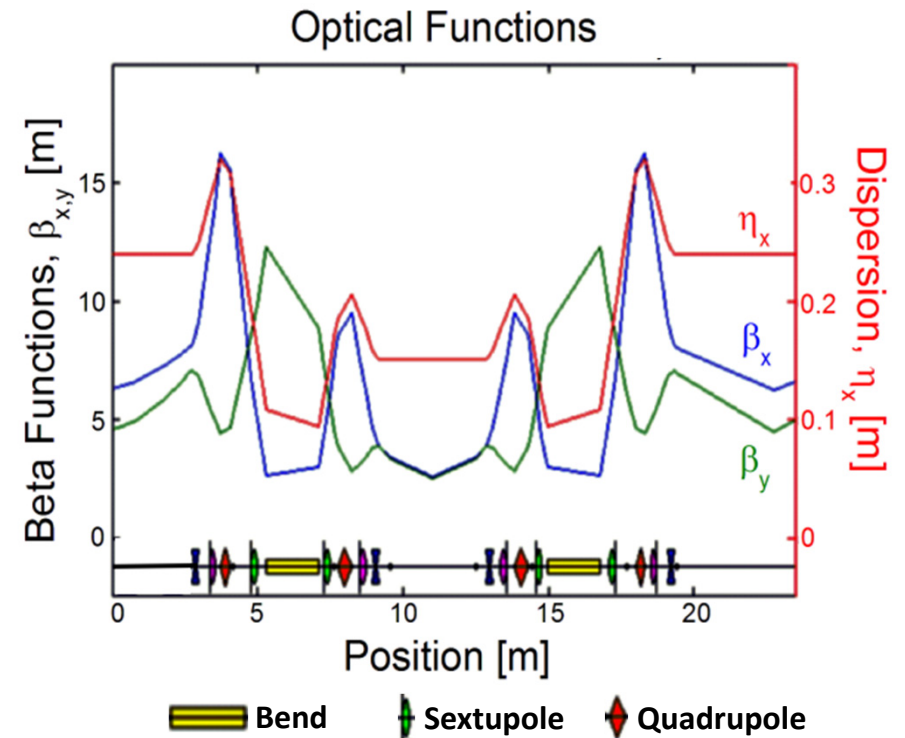 Optical Functions
Beta Functions, βx,y [m]
15
10
5
0
0.3
0.2
0.1
0
Dispersion, ηx [m]
ηx
βx
βy
0 5 10 15 20
Position [m]
Bend Sextupole Quadrupole